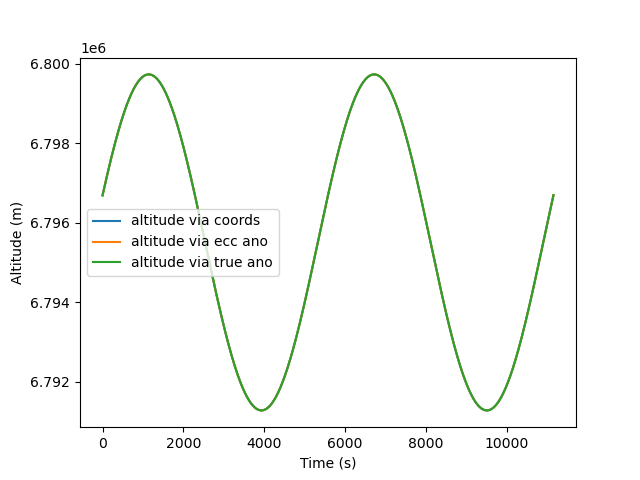 1e6
6.800
6.798
6.796
6.794
6.792
Altitude (m)
altitude via coords
altitude via ecc ano
altitude via true ano
0
2000
4000
6000
8000
10000
Time (s)